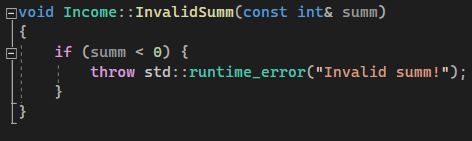 void Income::InvalidSumm(const int& summ)
{
    if (summ < 0) {
        throw std::runtime_error("Invalid summ!");
    }
}